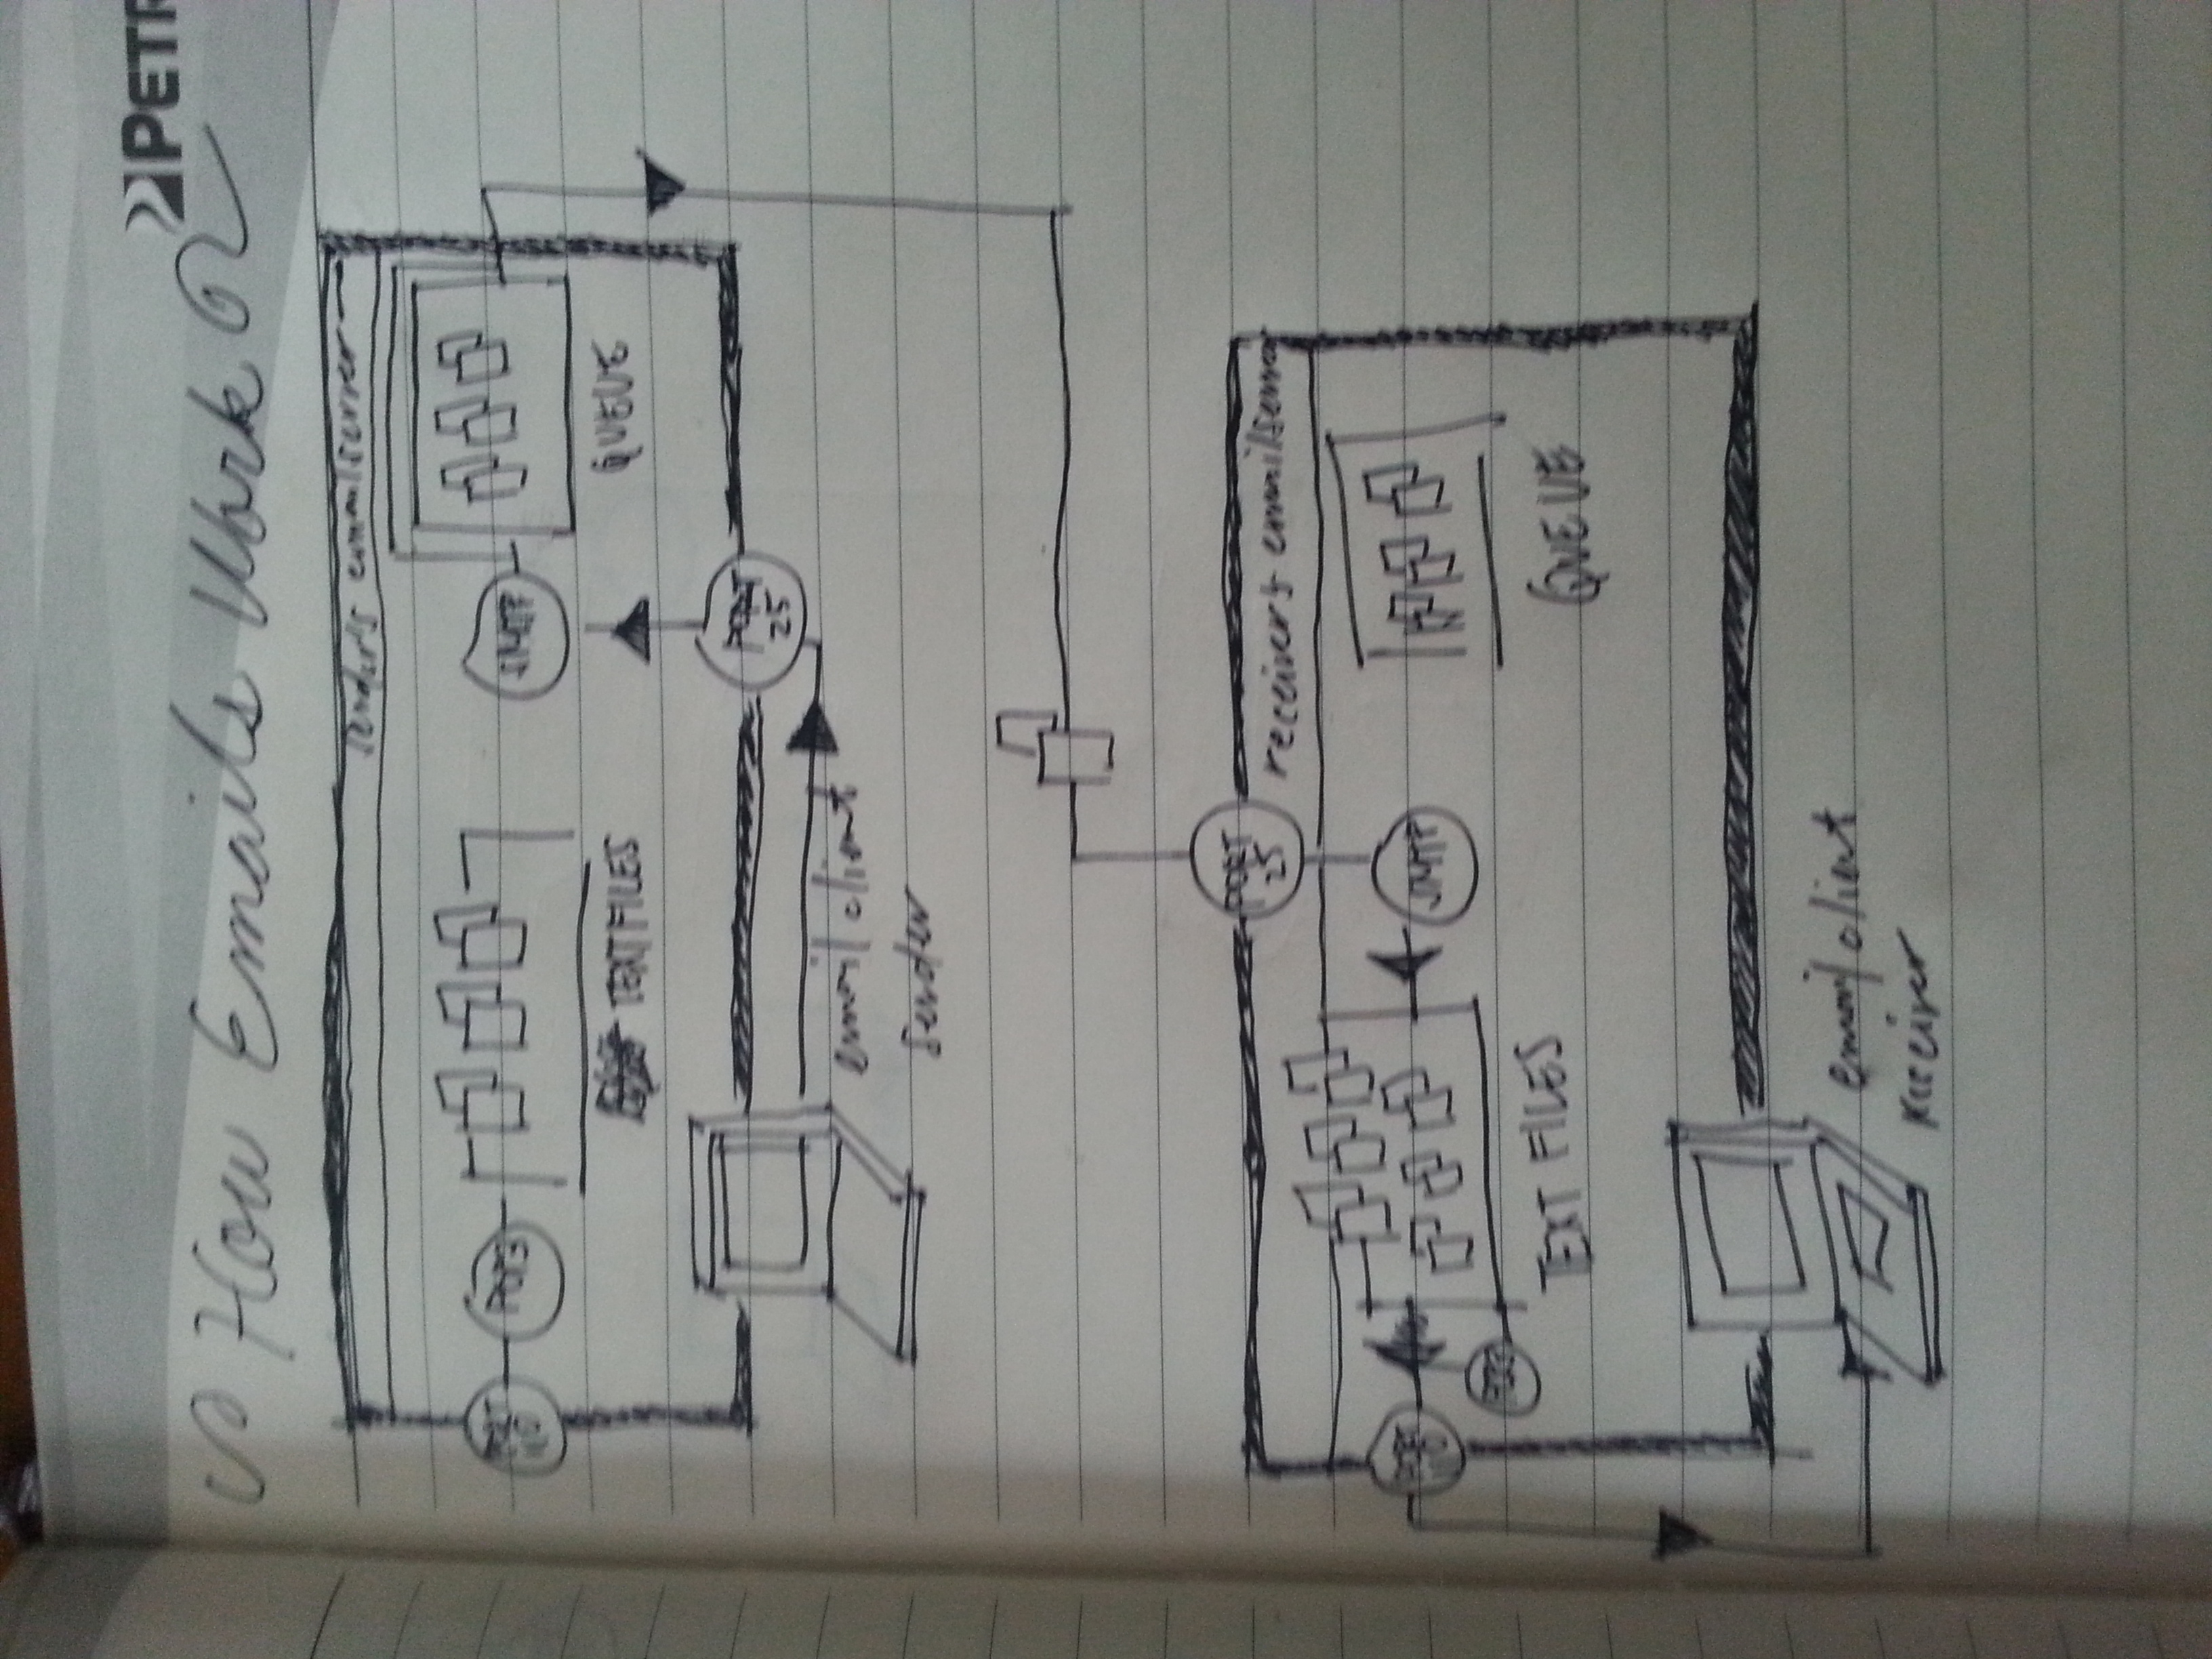 PETR
How Emails Work
sender's emailserver
PORT
110
POP3
SMTP
TEXT FILES
QUEUE
PORT
25
email client
sender
PORT
25
receiver's emailserver
PORT
110
SMTP
POP3
TEXT FILES
QUEUE
email client
receiver